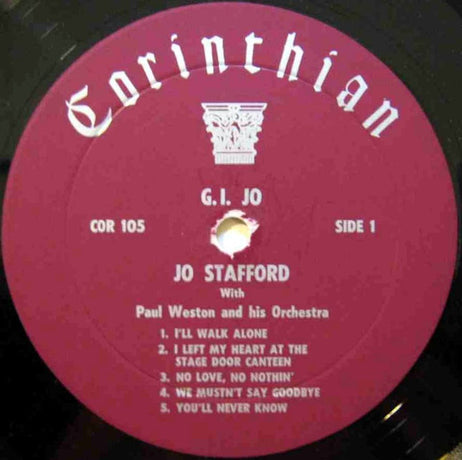 Corinthian
G.I. JO
COR 105
SIDE 1
JO STAFFORD
With
Paul Weston and his Orchestra
1. I'LL WALK ALONE
2. I LEFT MY HEART AT THE
STAGE DOOR CANTEEN
3. NO LOVE, NO NOTHIN'
4. WE MUSTN'T SAY GOODBYE
5. YOU'LL NEVER KNOW